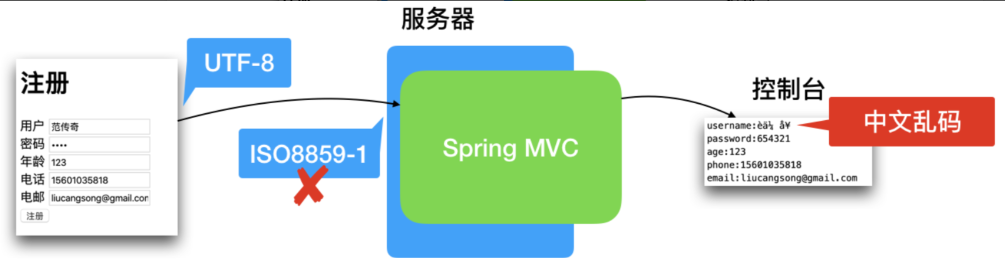 服务器
UTF-8
注册
用户 范传奇
密码 ••••
年龄 123
电话 15601035818
电邮 liucangsong@gmail.con
注册
ISO8859-1
Spring MVC
控制台
中文乱码
username:èä¼ å¥
password:654321
age:123
phone:15601035818
email:liucangsong@gmail.com